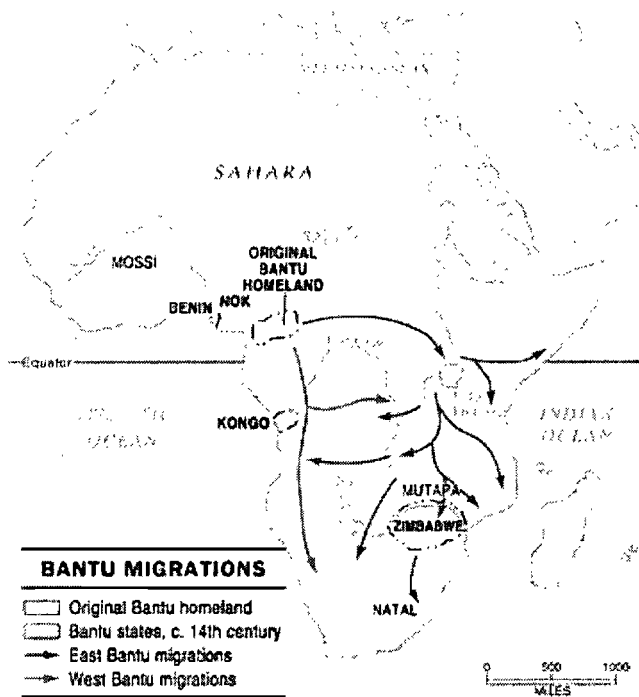 SAHARA
MOSSI
ORIGINAL
BANTU
HOMELAND
BENIN
NOK
Equator
KONGO
INDIAN
OCEAN
OCEAN
MUTAPA
ZIMBABWE
NATAL
BANTU MIGRATIONS
Original Bantu homeland
Bantu states, c. 14th century
East Bantu migrations
West Bantu migrations
0 500 1000
MILES